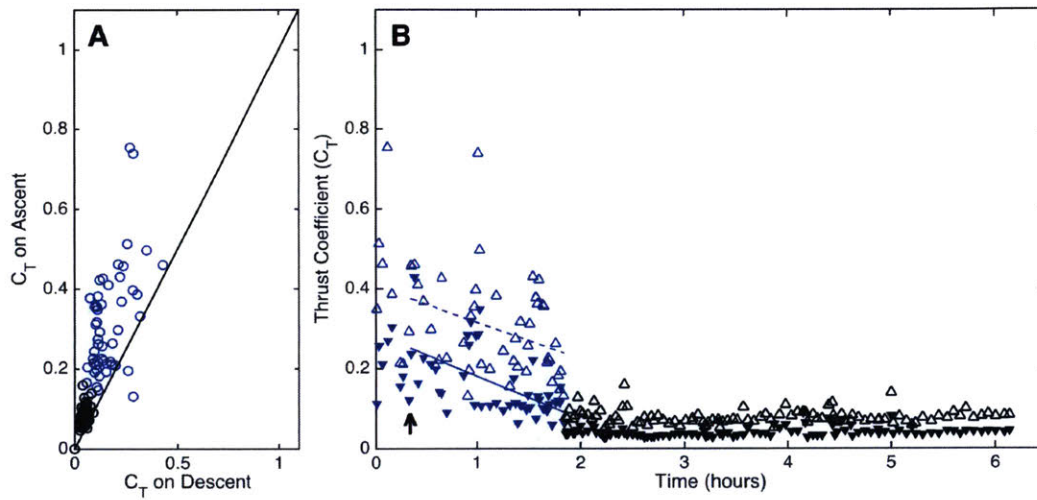 A
1
0.8
0.6
0.4
0.2
0
C_T on Ascent
0 0.5 1
C_T on Descent
B
1
0.8
0.6
0.4
0.2
0
Thrust Coefficient (C_T)
0 1 2 3 4 5 6
Time (hours)